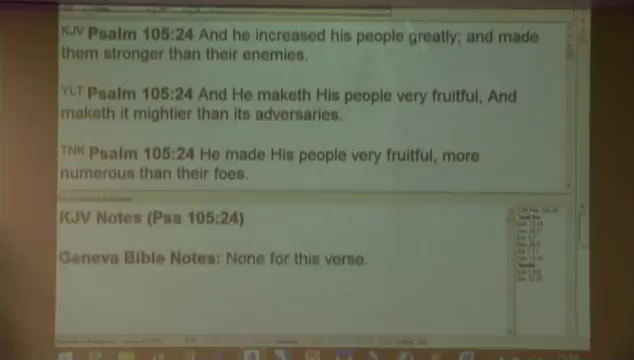 KJV Psalm 105:24 And he increased his people greatly; and made
them stronger than their enemies.
YLT Psalm 105:24 And He maketh His people very fruitful, And
maketh it mightier than its adversaries.
TNK Psalm 105:24 He made His people very fruitful, more
numerous than their foes.
KJV Notes (Psa 105:24)
Geneva Bible Notes: None for this verse.